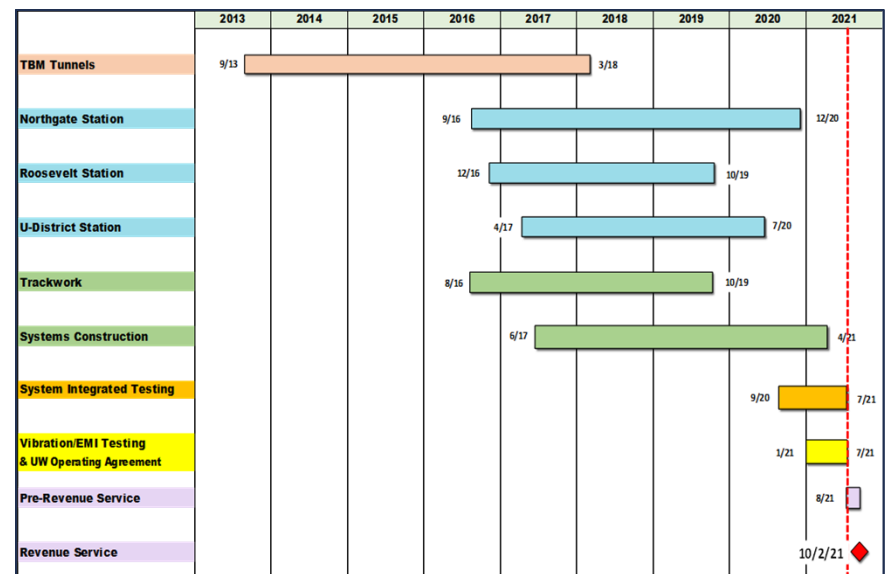 2013 2014 2015 2016 2017 2018 2019 2020 2021
TBM Tunnels 9/13 3/18
Northgate Station 9/16 12/20
Roosevelt Station 12/16 10/19
U-District Station 4/17 7/20
Trackwork 8/16 10/19
Systems Construction 6/17 4/21
System Integrated Testing 9/20 7/21
Vibration/EMI Testing
& UW Operating Agreement 1/21 7/21
Pre-Revenue Service 8/21
Revenue Service 10/2/21